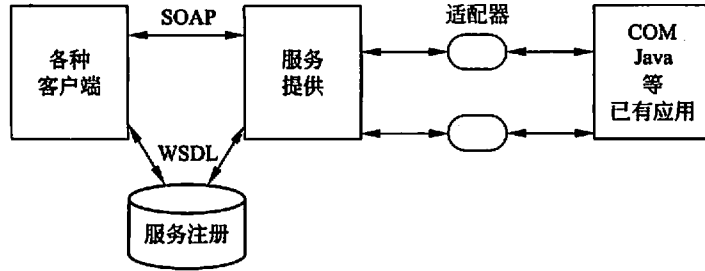 SOAP
适配器
各种
客户端
服务
提供
COM
Java
等
已有应用
WSDL
服务注册